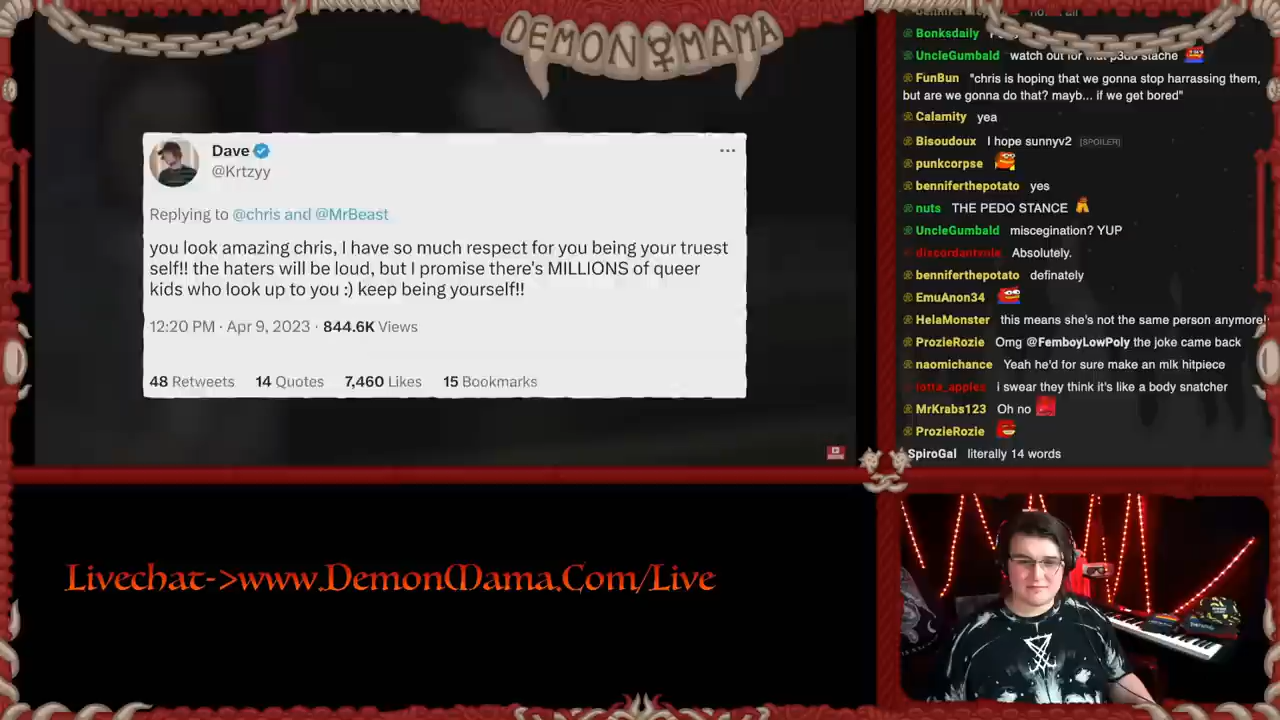 DEMON MAMA
Dave
@Krtzyy
Replying to @chris and @MrBeast
you look amazing chris, I have so much respect for you being your truest
self!! the haters will be loud, but I promise there's MILLIONS of queer
kids who look up to you :) keep being yourself!!
12:20 PM · Apr 9, 2023 · 844.6K Views
48 Retweets 14 Quotes 7,460 Likes 15 Bookmarks
Bonksdaily
UncleGumbald watch out for that p3do stache
FunBun "chris is hoping that we gonna stop harrassing them,
but are we gonna do that? mayb... if we get bored"
Calamity yea
Bisoudoux I hope sunnyv2 [SPOILER]
punkcorpse
benniferthepotato yes
nuts THE PEDO STANCE
UncleGumbald miscegination? YUP
discordantvule Absolutely.
benniferthepotato definately
EmuAnon34
HelaMonster this means she's not the same person anymore!
ProzieRozie Omg @FemboyLowPoly the joke came back
naomichance Yeah he'd for sure make an mlk hitpiece
lotta_apples i swear they think it's like a body snatcher
MrKrabs123 Oh no
ProzieRozie
SpiroGal literally 14 words
Livechat->www.DemonMama.Com/Live